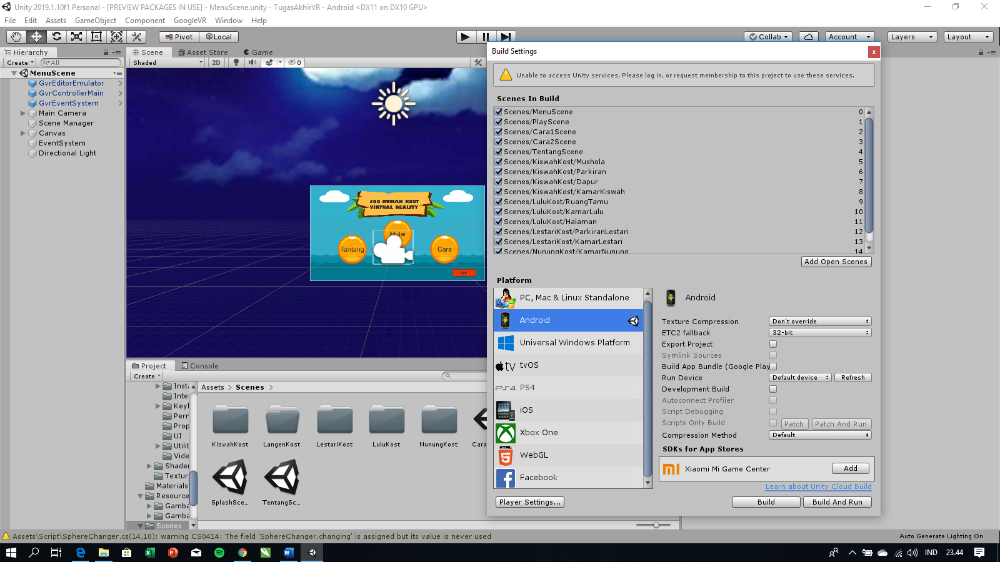 Unity 2019.1.10f1 Personal - [PREVIEW PACKAGES IN USE] - MenuScene.unity - TugasAkhirVR - Android <DX11 on DX10 GPU>
File Edit Assets GameObject Component GoogleVR Window Help
Pivot Local Collab Account Layers Layout
Hierarchy
Create All
MenuScene
GvrEditorEmulator
GvrControllerMain
GvrEventSystem
Main Camera
Scene Manager
Canvas
EventSystem
Directional Light
Scene Asset Store Game
Shaded 2D 0
360 RUMAH KOST
VIRTUAL REALITY
Mulai
Tentang
Cara
EXIT
Build Settings
Unable to access Unity services. Please log in, or request membership to this project to use these services.
Scenes In Build
Scenes/MenuScene 0
Scenes/PlayScene 1
Scenes/Cara1Scene 2
Scenes/Cara2Scene 3
Scenes/TentangScene 4
Scenes/KiswahKost/Mushola 5
Scenes/KiswahKost/Parkiran 6
Scenes/KiswahKost/Dapur 7
Scenes/KiswahKost/KamarKiswah 8
Scenes/LuluKost/RuangTamu 9
Scenes/LuluKost/KamarLulu 10
Scenes/LuluKost/Halaman 11
Scenes/LestariKost/ParkiranLestari 12
Scenes/LestariKost/KamarLestari 13
Scenes/NunungKost/KamarNunung 14
Add Open Scenes
Platform
PC, Mac & Linux Standalone
Android
Universal Windows Platform
tv tvOS
PS4 PS4
iOS
Xbox One
HTML
5 WebGL
Facebook
Player Settings...
Android
Texture Compression Don't override
ETC2 fallback 32-bit
Export Project
Symlink Sources
Build App Bundle (Google Play
Run Device Default device Refresh
Development Build
Autoconnect Profiler
Script Debugging
Scripts Only Build Patch Patch And Run
Compression Method Default
SDKs for App Stores
mi Xiaomi Mi Game Center Add
Learn about Unity Cloud Build
Build Build And Run
Project Console
Create
Insta
Inte
Keyl
Perr
Prop
UI
Utilit
Vide
Shader
Textur
Materials
Resource
Gamba
Gamba
Scenes
Assets > Scenes >
KiswahKost LangenKost LestariKost LuluKost NunungKost Cara
SplashSce... TentangSc...
Assets\Script\SphereChanger.cs(14,10): warning CS0414: The field 'SphereChanger.changing' is assigned but its value is never used
Auto Generate Lighting On
IND 23.44